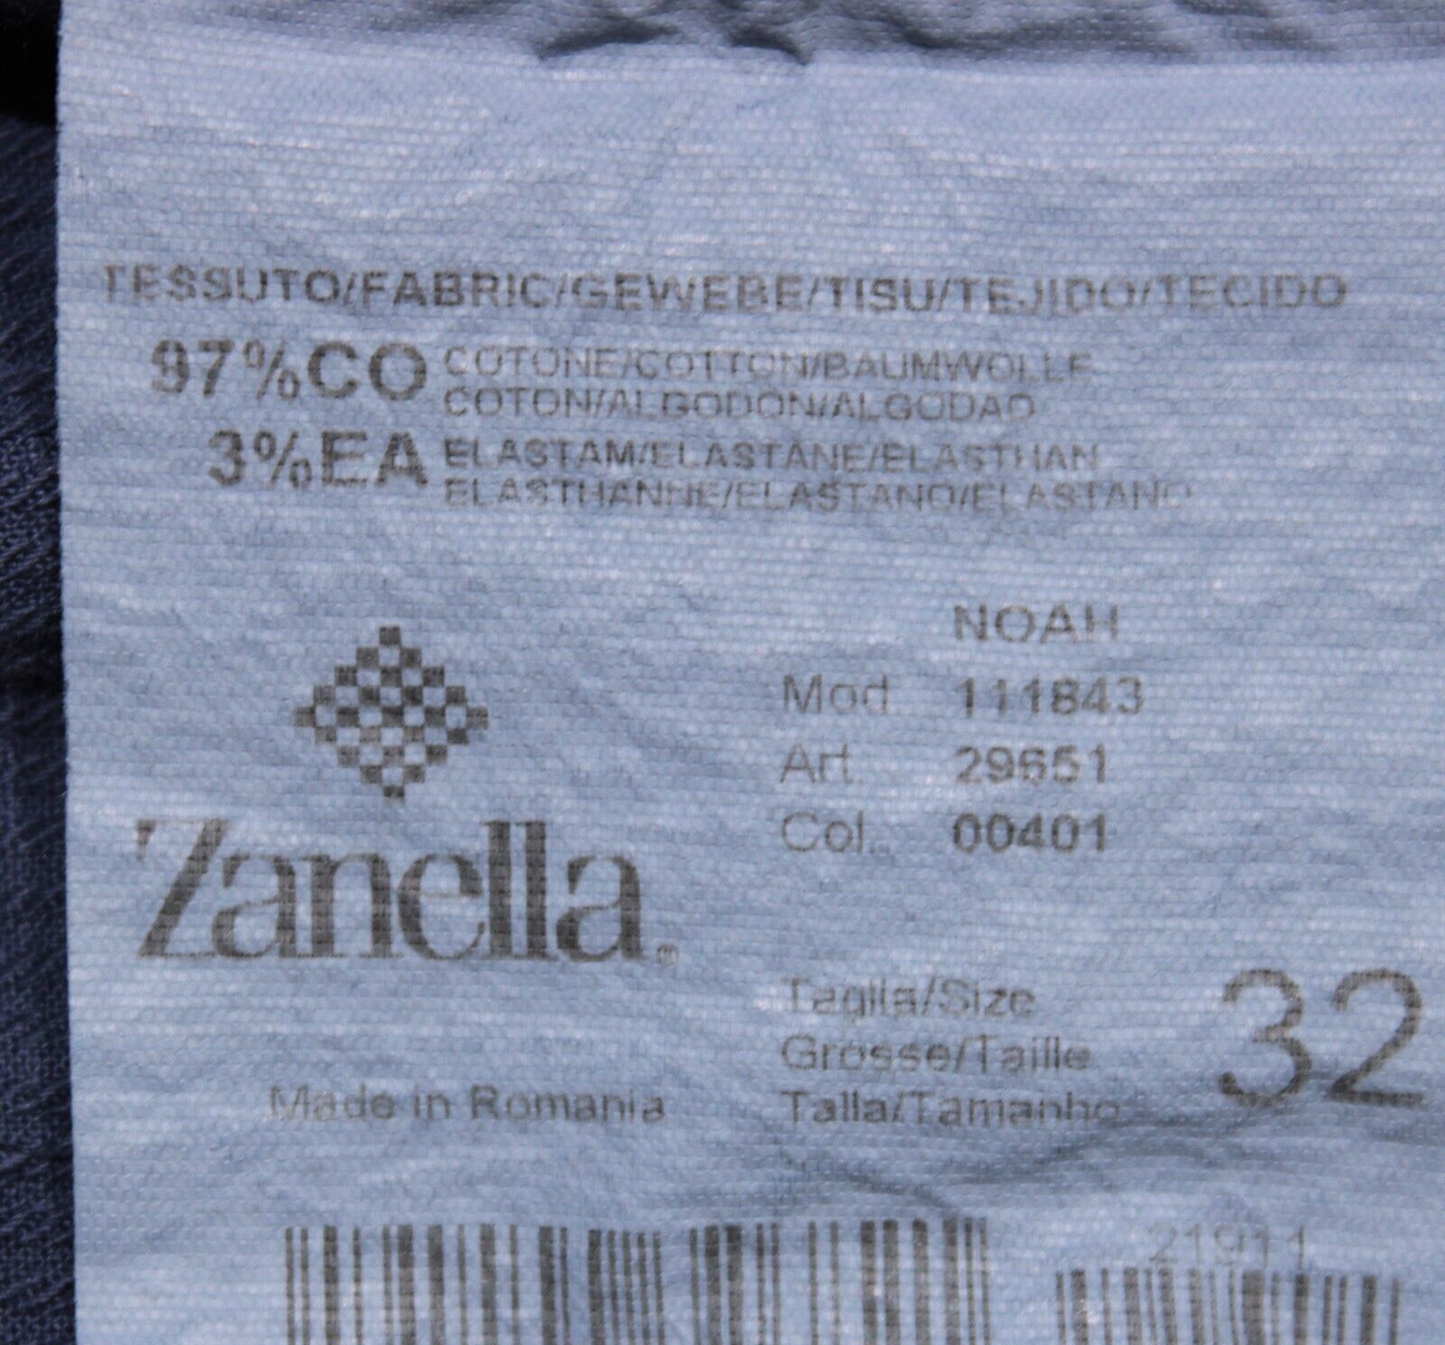 TESSUTO/FABRIC/GEWEBE/TISU/TEJIDO/TECIDO
97%CO COTONE/COTTON/BAUMWOLLE
COTON/ALGODON/ALGODAO
3%EA ELASTAM/ELASTANE/ELASTHAN
ELASTHANNE/ELASTANO/ELASTANO
NOAH
Mod. 111843
Art. 29651
Col. 00401
Zanella®
Taglia/Size
Grosse/Taille
Talla/Tamanho
32
Made in Romania
21911